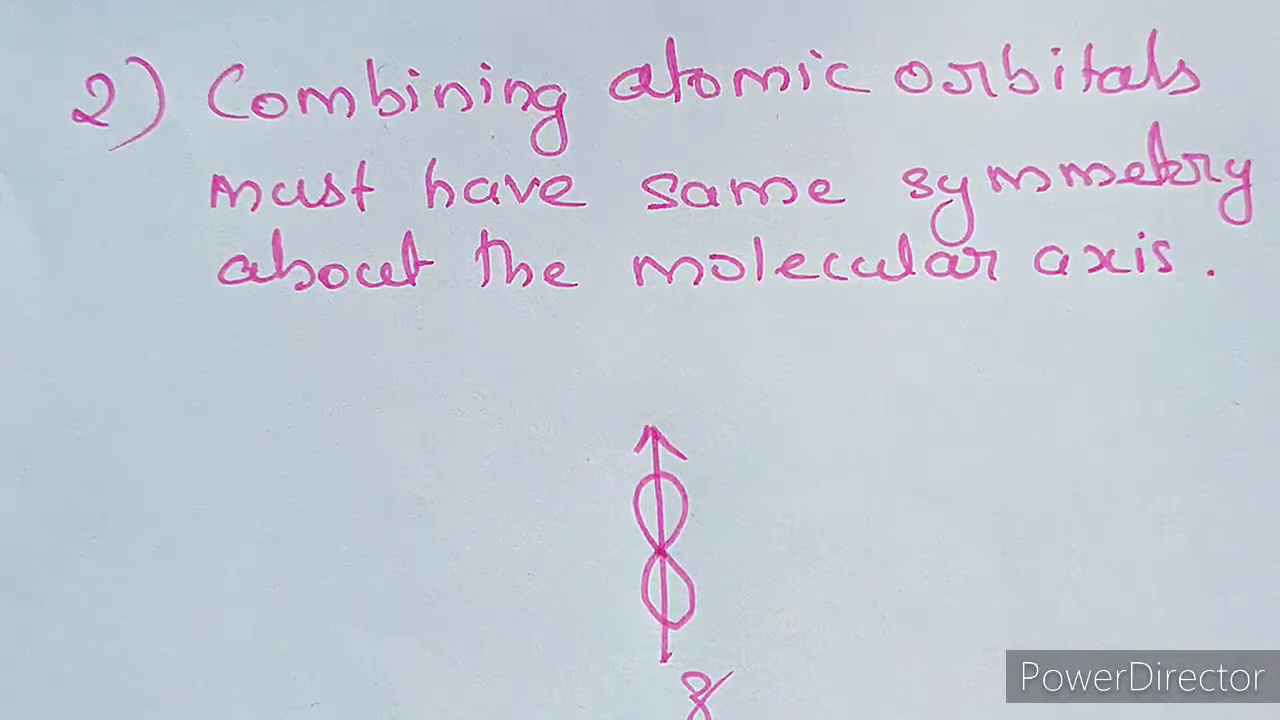 2) Combining atomic orbitals
must have same symmetry
about the molecular axis.
PowerDirector